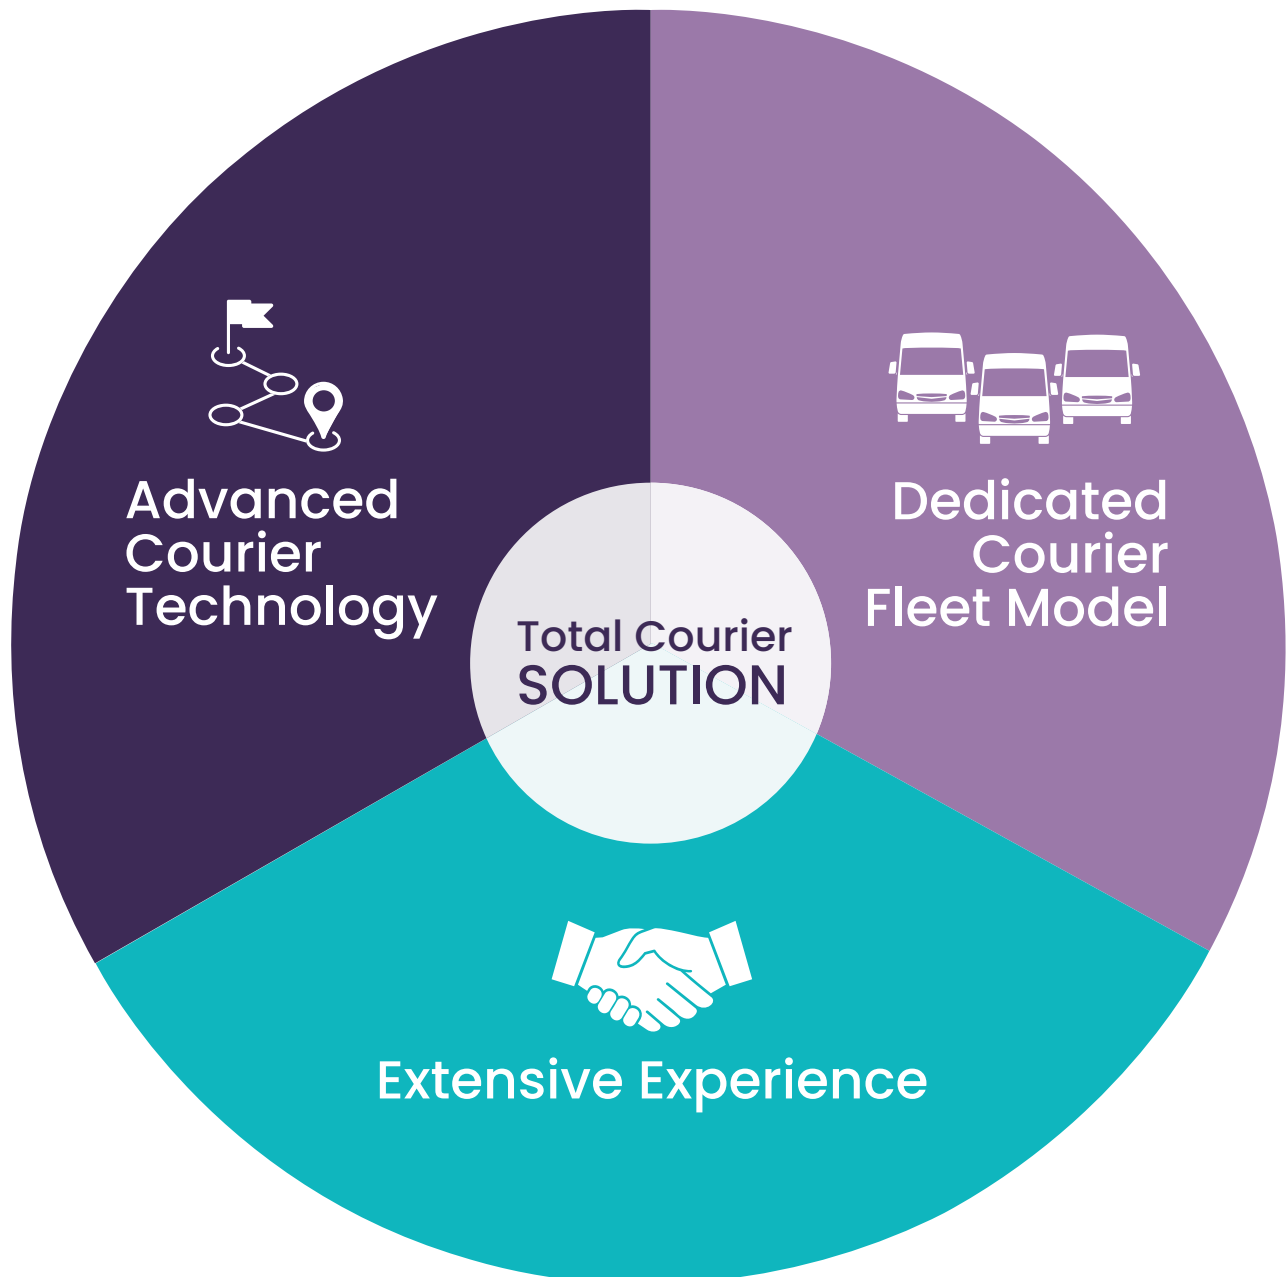 Advanced
Courier
Technology
Dedicated
Courier
Fleet Model
Total Courier
SOLUTION
Extensive Experience